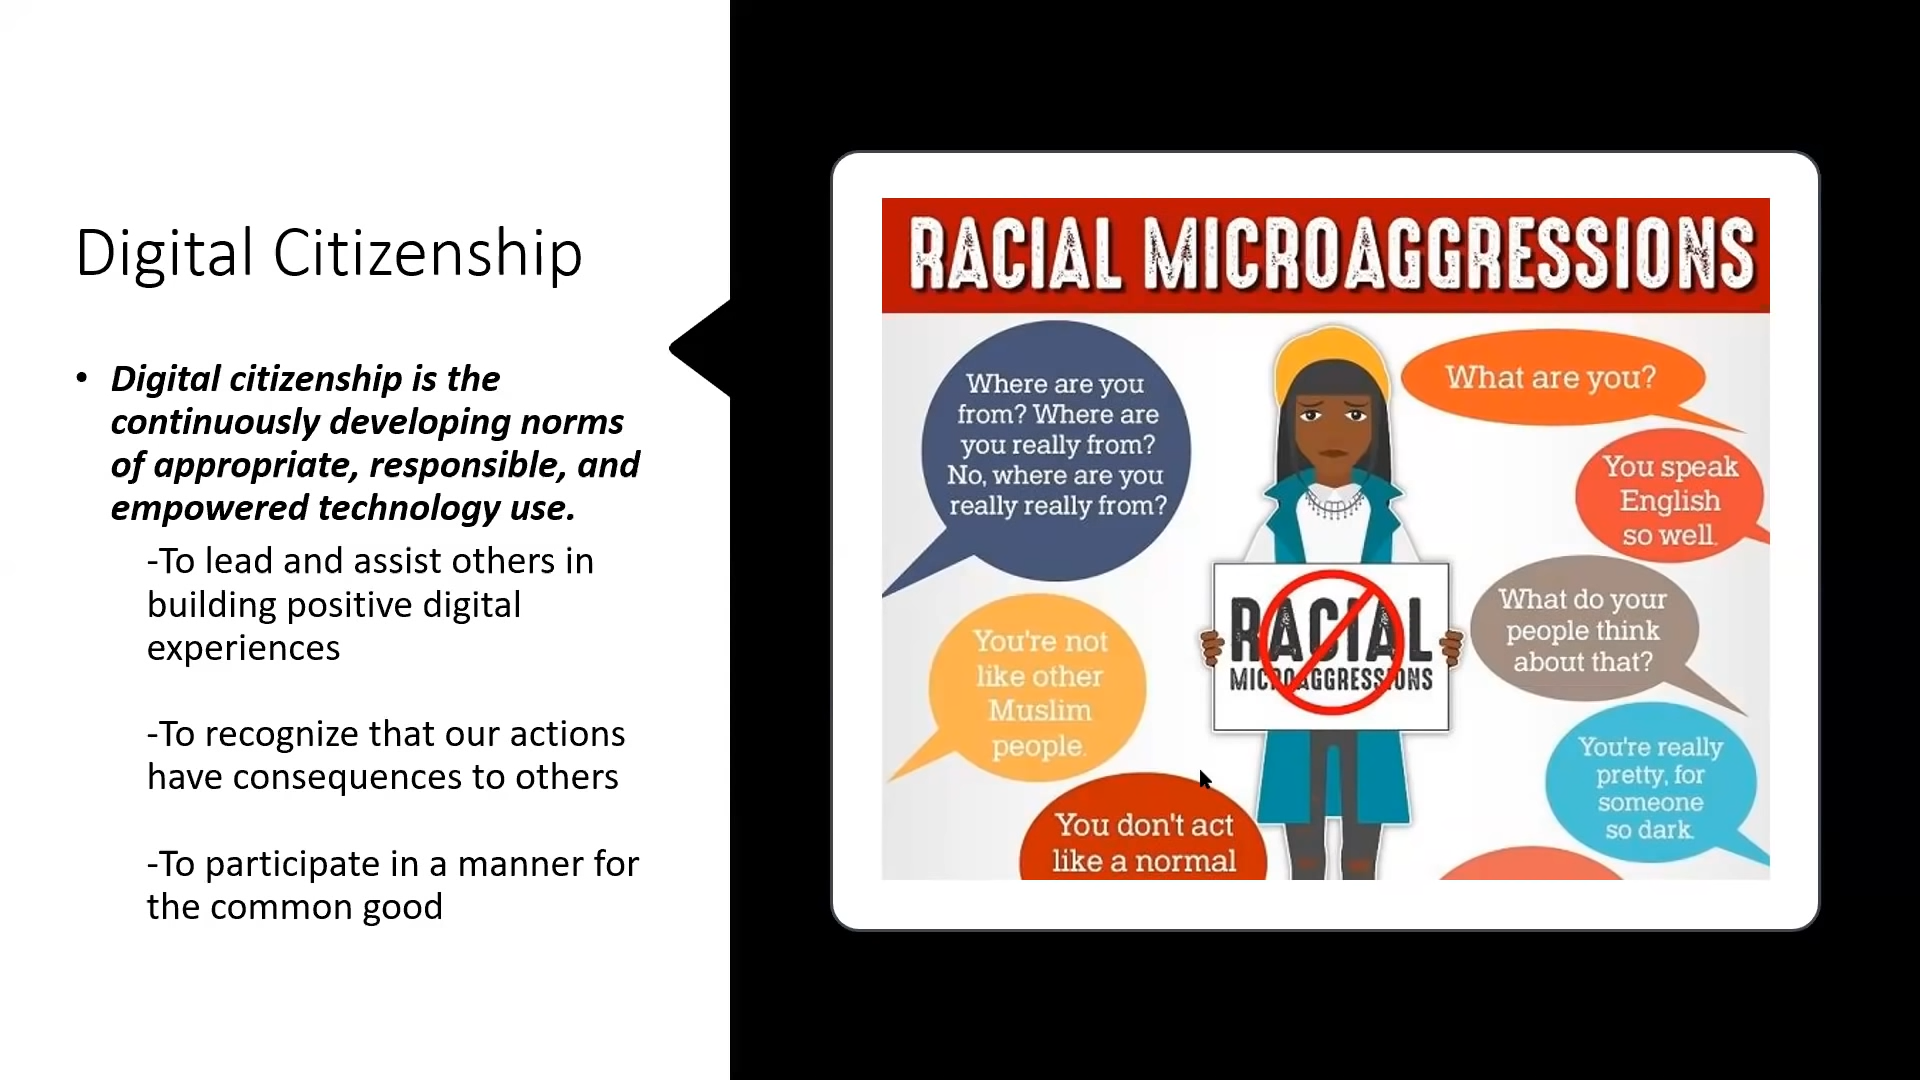 Digital Citizenship
• Digital citizenship is the
continuously developing norms
of appropriate, responsible, and
empowered technology use.
-To lead and assist others in
building positive digital
experiences
-To recognize that our actions
have consequences to others
-To participate in a manner for
the common good
RACIAL MICROAGGRESSIONS
Where are you
from? Where are
you really from?
No, where are you
really really from?
What are you?
You speak
English
so well.
What do your
people think
about that?
You're not
like other
Muslim
people.
RACIAL
MICROAGGRESSIONS
You're really
pretty, for
someone
so dark.
You don't act
like a normal